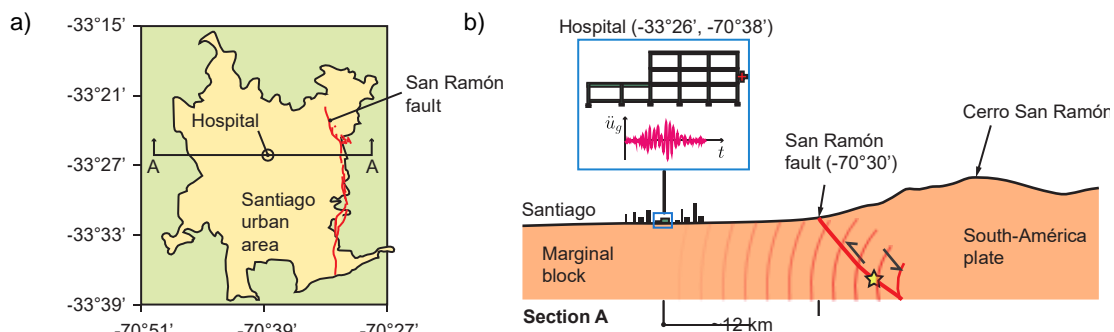 a)
-33°15’
-33°21’
-33°27’
-33°33’
-33°39’
-70°51’
-70°39’
-70°27’
San Ramón
fault
Hospital
A
A
Santiago
urban
area
b)
Hospital (-33°26’, -70°38’)
ü_g
t
Cerro San Ramón
San Ramón
fault (-70°30’)
Santiago
Marginal
block
South-América
plate
Section A
~12 km